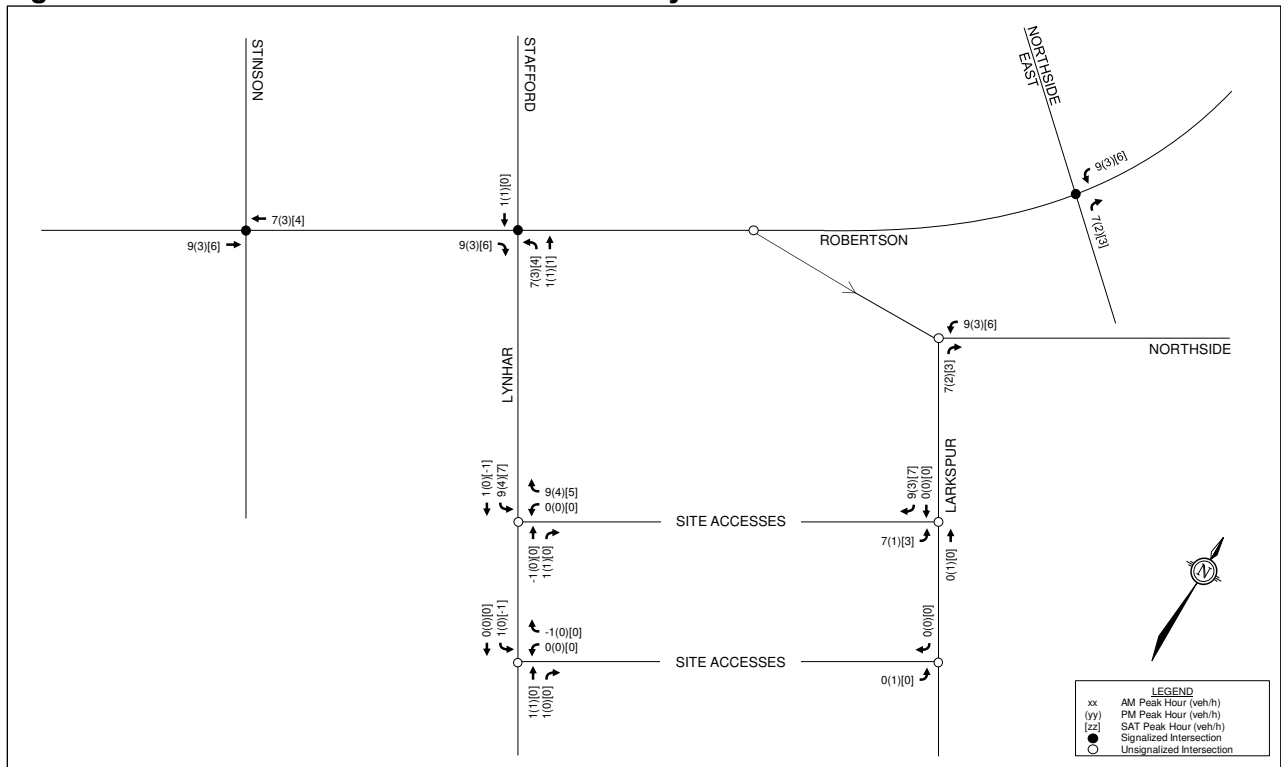 STINSON
STAFFORD
NORTHSIDE
EAST
9(3)[6]
7(2)[3]
1(1)[0]
7(3)[4]
9(3)[6]
9(3)[6]
7(3)[4]
1(1)[1]
ROBERTSON
9(3)[6]
NORTHSIDE
7(2)[3]
LYNHAR
LARKSPUR
1(0)[-1]
9(4)[7]
9(4)[5]
0(0)[0]
SITE ACCESSES
-1(0)[0]
1(1)[0]
9(3)[7]
0(0)[0]
7(1)[3]
0(1)[0]
0(0)[0]
1(0)[-1]
-1(0)[0]
0(0)[0]
SITE ACCESSES
1(1)[0]
1(0)[0]
0(0)[0]
0(1)[0]
N
LEGEND
xx AM Peak Hour (veh/h)
(yy) PM Peak Hour (veh/h)
[zz] SAT Peak Hour (veh/h)
Signalized Intersection
Unsignalized Intersection